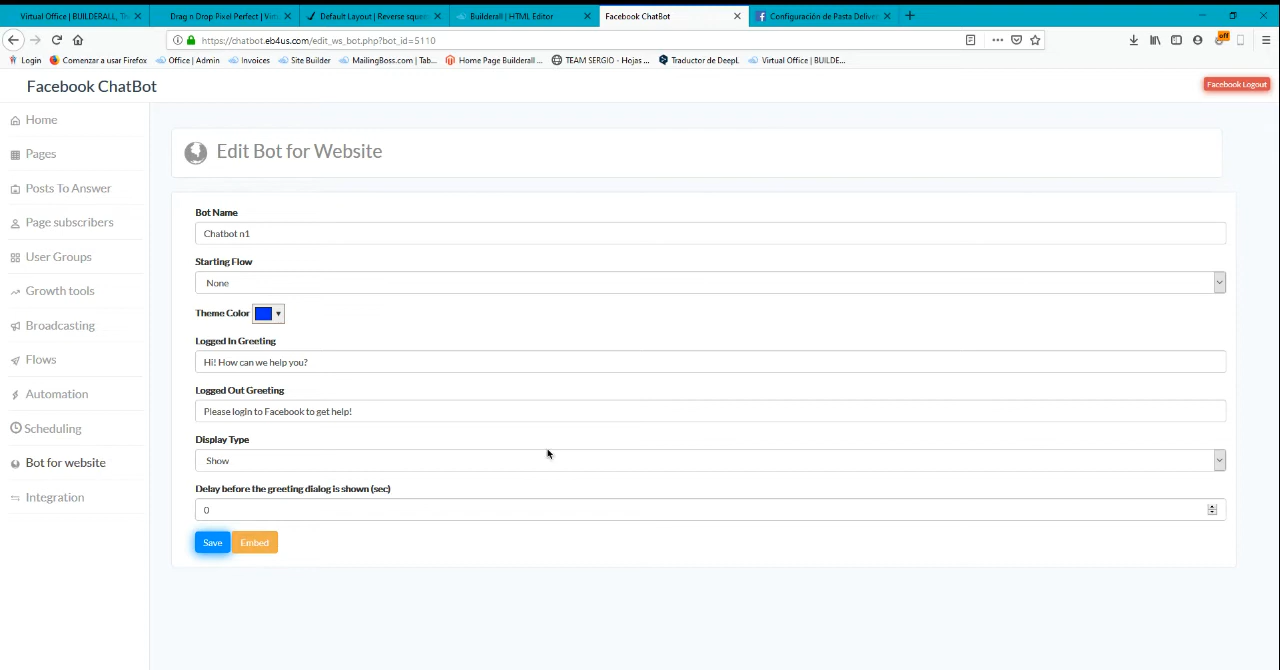 Virtual Office | BUILDERALL, Th
Drag n Drop Pixel Perfect | Virt
Default Layout | Reverse sque
Builderall | HTML Editor
Facebook ChatBot
Configuración de Pasta Deliver
https://chatbot.eb4us.com/edit_ws_bot.php?bot_id=5110
off
Login
Comenzar a usar Firefox
Office | Admin
Invoices
Site Builder
MailingBoss.com | Tab...
Home Page Builderall ...
TEAM SERGIO - Hojas ...
Traductor de DeepL
Virtual Office | BUILDE...
Facebook ChatBot
Facebook Logout
Home
Pages
Posts To Answer
Page subscribers
User Groups
Growth tools
Broadcasting
Flows
Automation
Scheduling
Bot for website
Integration
Edit Bot for Website
Bot Name
Chatbot n1
Starting Flow
None
Theme Color
Logged In Greeting
Hi! How can we help you?
Logged Out Greeting
Please login to Facebook to get help!
Display Type
Show
Delay before the greeting dialog is shown (sec)
0
Save
Embed